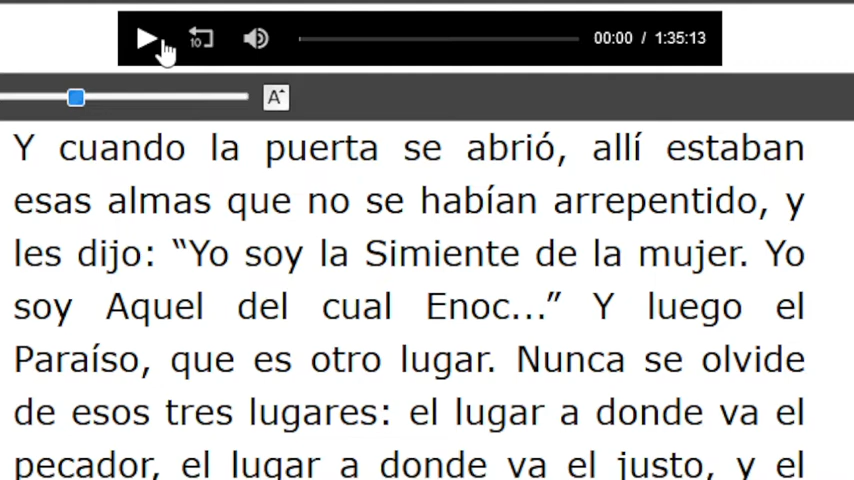 10
00:00 / 1:35:13
A
Y cuando la puerta se abrió, allí estaban
esas almas que no se habían arrepentido, y
les dijo: “Yo soy la Simiente de la mujer. Yo
soy Aquel del cual Enoc...” Y luego el
Paraíso, que es otro lugar. Nunca se olvide
de esos tres lugares: el lugar a donde va el
pecador, el lugar a donde va el justo, y el